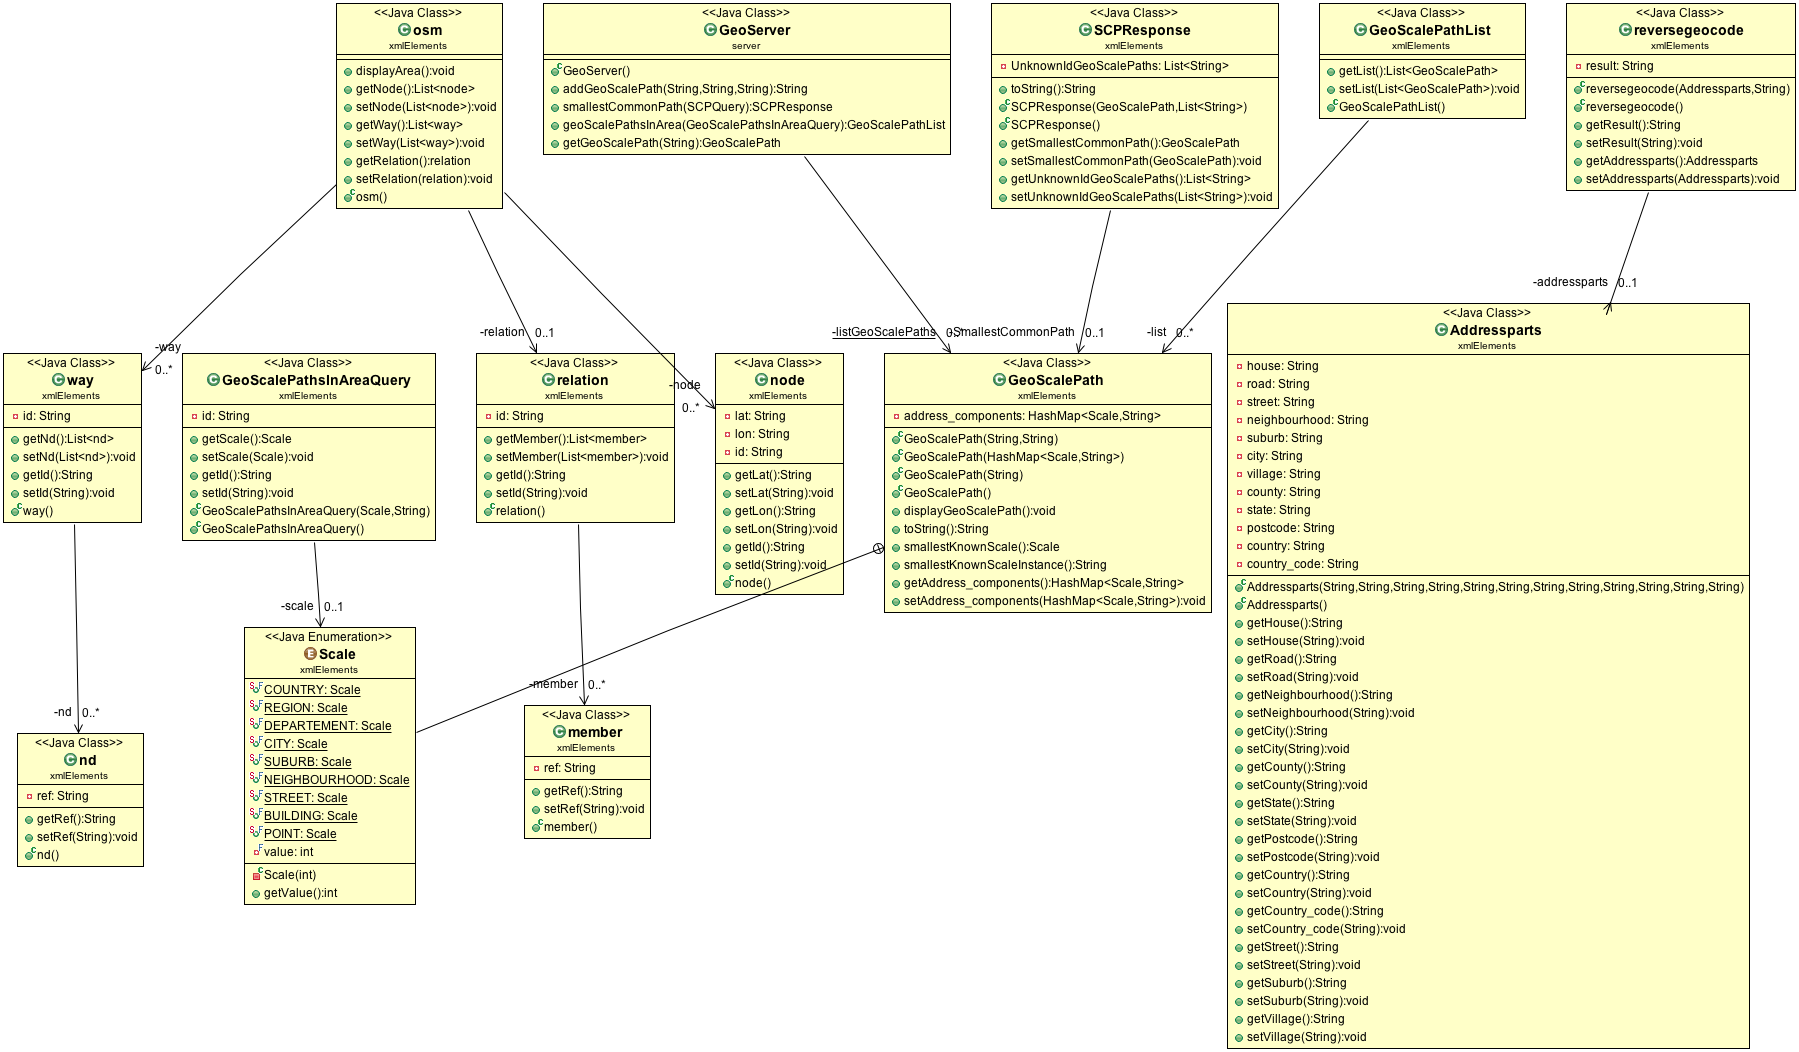 <<Java Class>>
osm
xmlElements
displayArea():void
getNode():List<node>
setNode(List<node>):void
getWay():List<way>
setWay(List<way>):void
getRelation():relation
setRelation(relation):void
osm()
<<Java Class>>
GeoServer
server
GeoServer()
addGeoScalePath(String,String,String):String
smallestCommonPath(SCPQuery):SCPResponse
geoScalePathsInArea(GeoScalePathsInAreaQuery):GeoScalePathList
getGeoScalePath(String):GeoScalePath
<<Java Class>>
SCPResponse
xmlElements
UnknownIdGeoScalePaths: List<String>
toString():String
SCPResponse(GeoScalePath,List<String>)
SCPResponse()
getSmallestCommonPath():GeoScalePath
setSmallestCommonPath(GeoScalePath):void
getUnknownIdGeoScalePaths():List<String>
setUnknownIdGeoScalePaths(List<String>):void
<<Java Class>>
GeoScalePathList
xmlElements
getList():List<GeoScalePath>
setList(List<GeoScalePath>):void
GeoScalePathList()
<<Java Class>>
reversegeocode
xmlElements
result: String
reversegeocode(Addressparts,String)
reversegeocode()
getResult():String
setResult(String):void
getAddressparts():Addressparts
setAddressparts(Addressparts):void
-way
0..*
-relation 0..1
-node
0..*
-listGeoScalePaths 0..*
-SmallestCommonPath 0..1
-list 0..*
-addressparts 0..1
<<Java Class>>
way
xmlElements
id: String
getNd():List<nd>
setNd(List<nd>):void
getId():String
setId(String):void
way()
<<Java Class>>
GeoScalePathsInAreaQuery
xmlElements
id: String
getScale():Scale
setScale(Scale):void
getId():String
setId(String):void
GeoScalePathsInAreaQuery(Scale,String)
GeoScalePathsInAreaQuery()
<<Java Class>>
relation
xmlElements
id: String
getMember():List<member>
setMember(List<member>):void
getId():String
setId(String):void
relation()
<<Java Class>>
node
xmlElements
lat: String
lon: String
id: String
getLat():String
setLat(String):void
getLon():String
setLon(String):void
getId():String
setId(String):void
node()
<<Java Class>>
GeoScalePath
xmlElements
address_components: HashMap<Scale,String>
GeoScalePath(String,String)
GeoScalePath(HashMap<Scale,String>)
GeoScalePath(String)
GeoScalePath()
displayGeoScalePath():void
toString():String
smallestKnownScale():Scale
smallestKnownScaleInstance():String
getAddress_components():HashMap<Scale,String>
setAddress_components(HashMap<Scale,String>):void
<<Java Class>>
Addressparts
xmlElements
house: String
road: String
street: String
neighbourhood: String
suburb: String
city: String
village: String
county: String
state: String
postcode: String
country: String
country_code: String
Addressparts(String,String,String,String,String,String,String,String,String,String,String,String)
Addressparts()
getHouse():String
setHouse(String):void
getRoad():String
setRoad(String):void
getNeighbourhood():String
setNeighbourhood(String):void
getCity():String
setCity(String):void
getCounty():String
setCounty(String):void
getState():String
setState(String):void
getPostcode():String
setPostcode(String):void
getCountry():String
setCountry(String):void
getCountry_code():String
setCountry_code(String):void
getStreet():String
setStreet(String):void
getSuburb():String
setSuburb(String):void
getVillage():String
setVillage(String):void
-scale 0..1
-member 0..*
-nd 0..*
<<Java Enumeration>>
Scale
xmlElements
COUNTRY: Scale
REGION: Scale
DEPARTEMENT: Scale
CITY: Scale
SUBURB: Scale
NEIGHBOURHOOD: Scale
STREET: Scale
BUILDING: Scale
POINT: Scale
value: int
Scale(int)
getValue():int
<<Java Class>>
member
xmlElements
ref: String
getRef():String
setRef(String):void
member()
<<Java Class>>
nd
xmlElements
ref: String
getRef():String
setRef(String):void
nd()